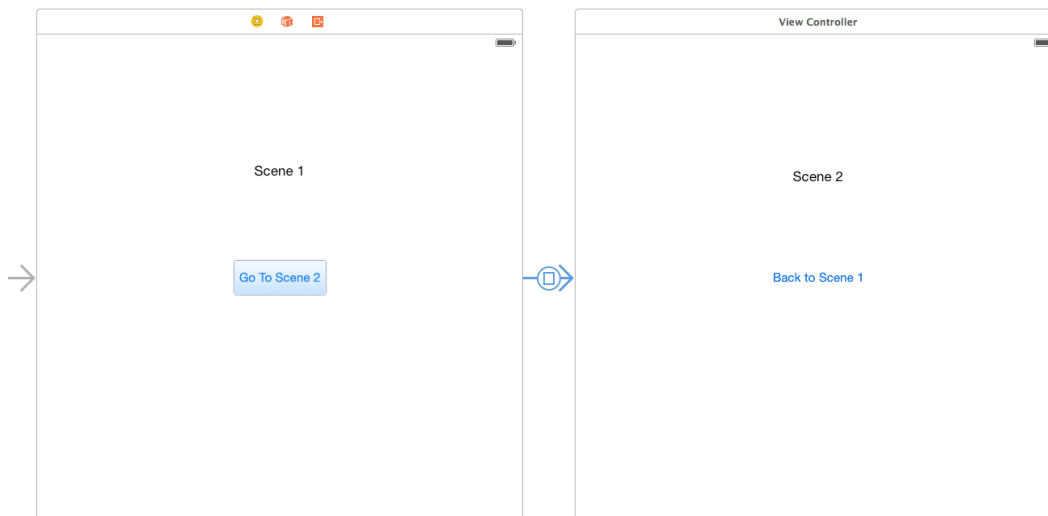 View Controller
Scene 1
Scene 2
Go To Scene 2
Back to Scene 1